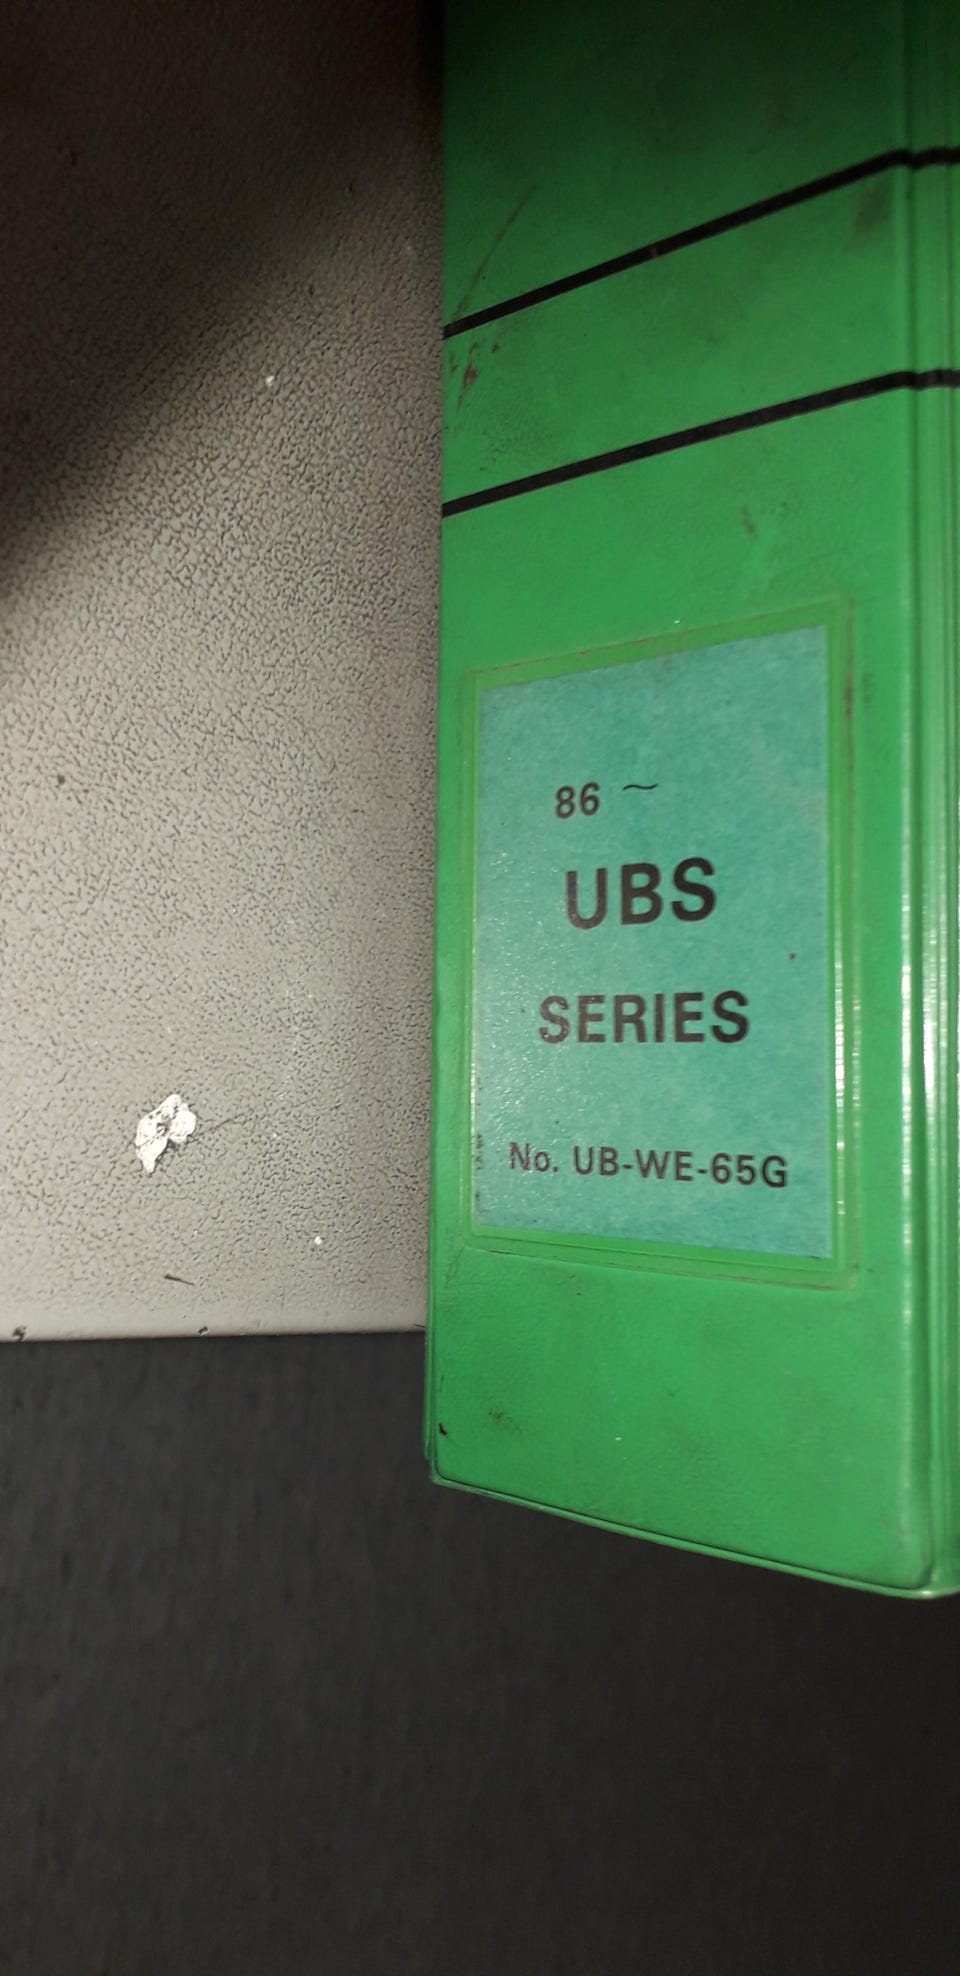 86 ~
UBS
SERIES
No. UB-WE-65G